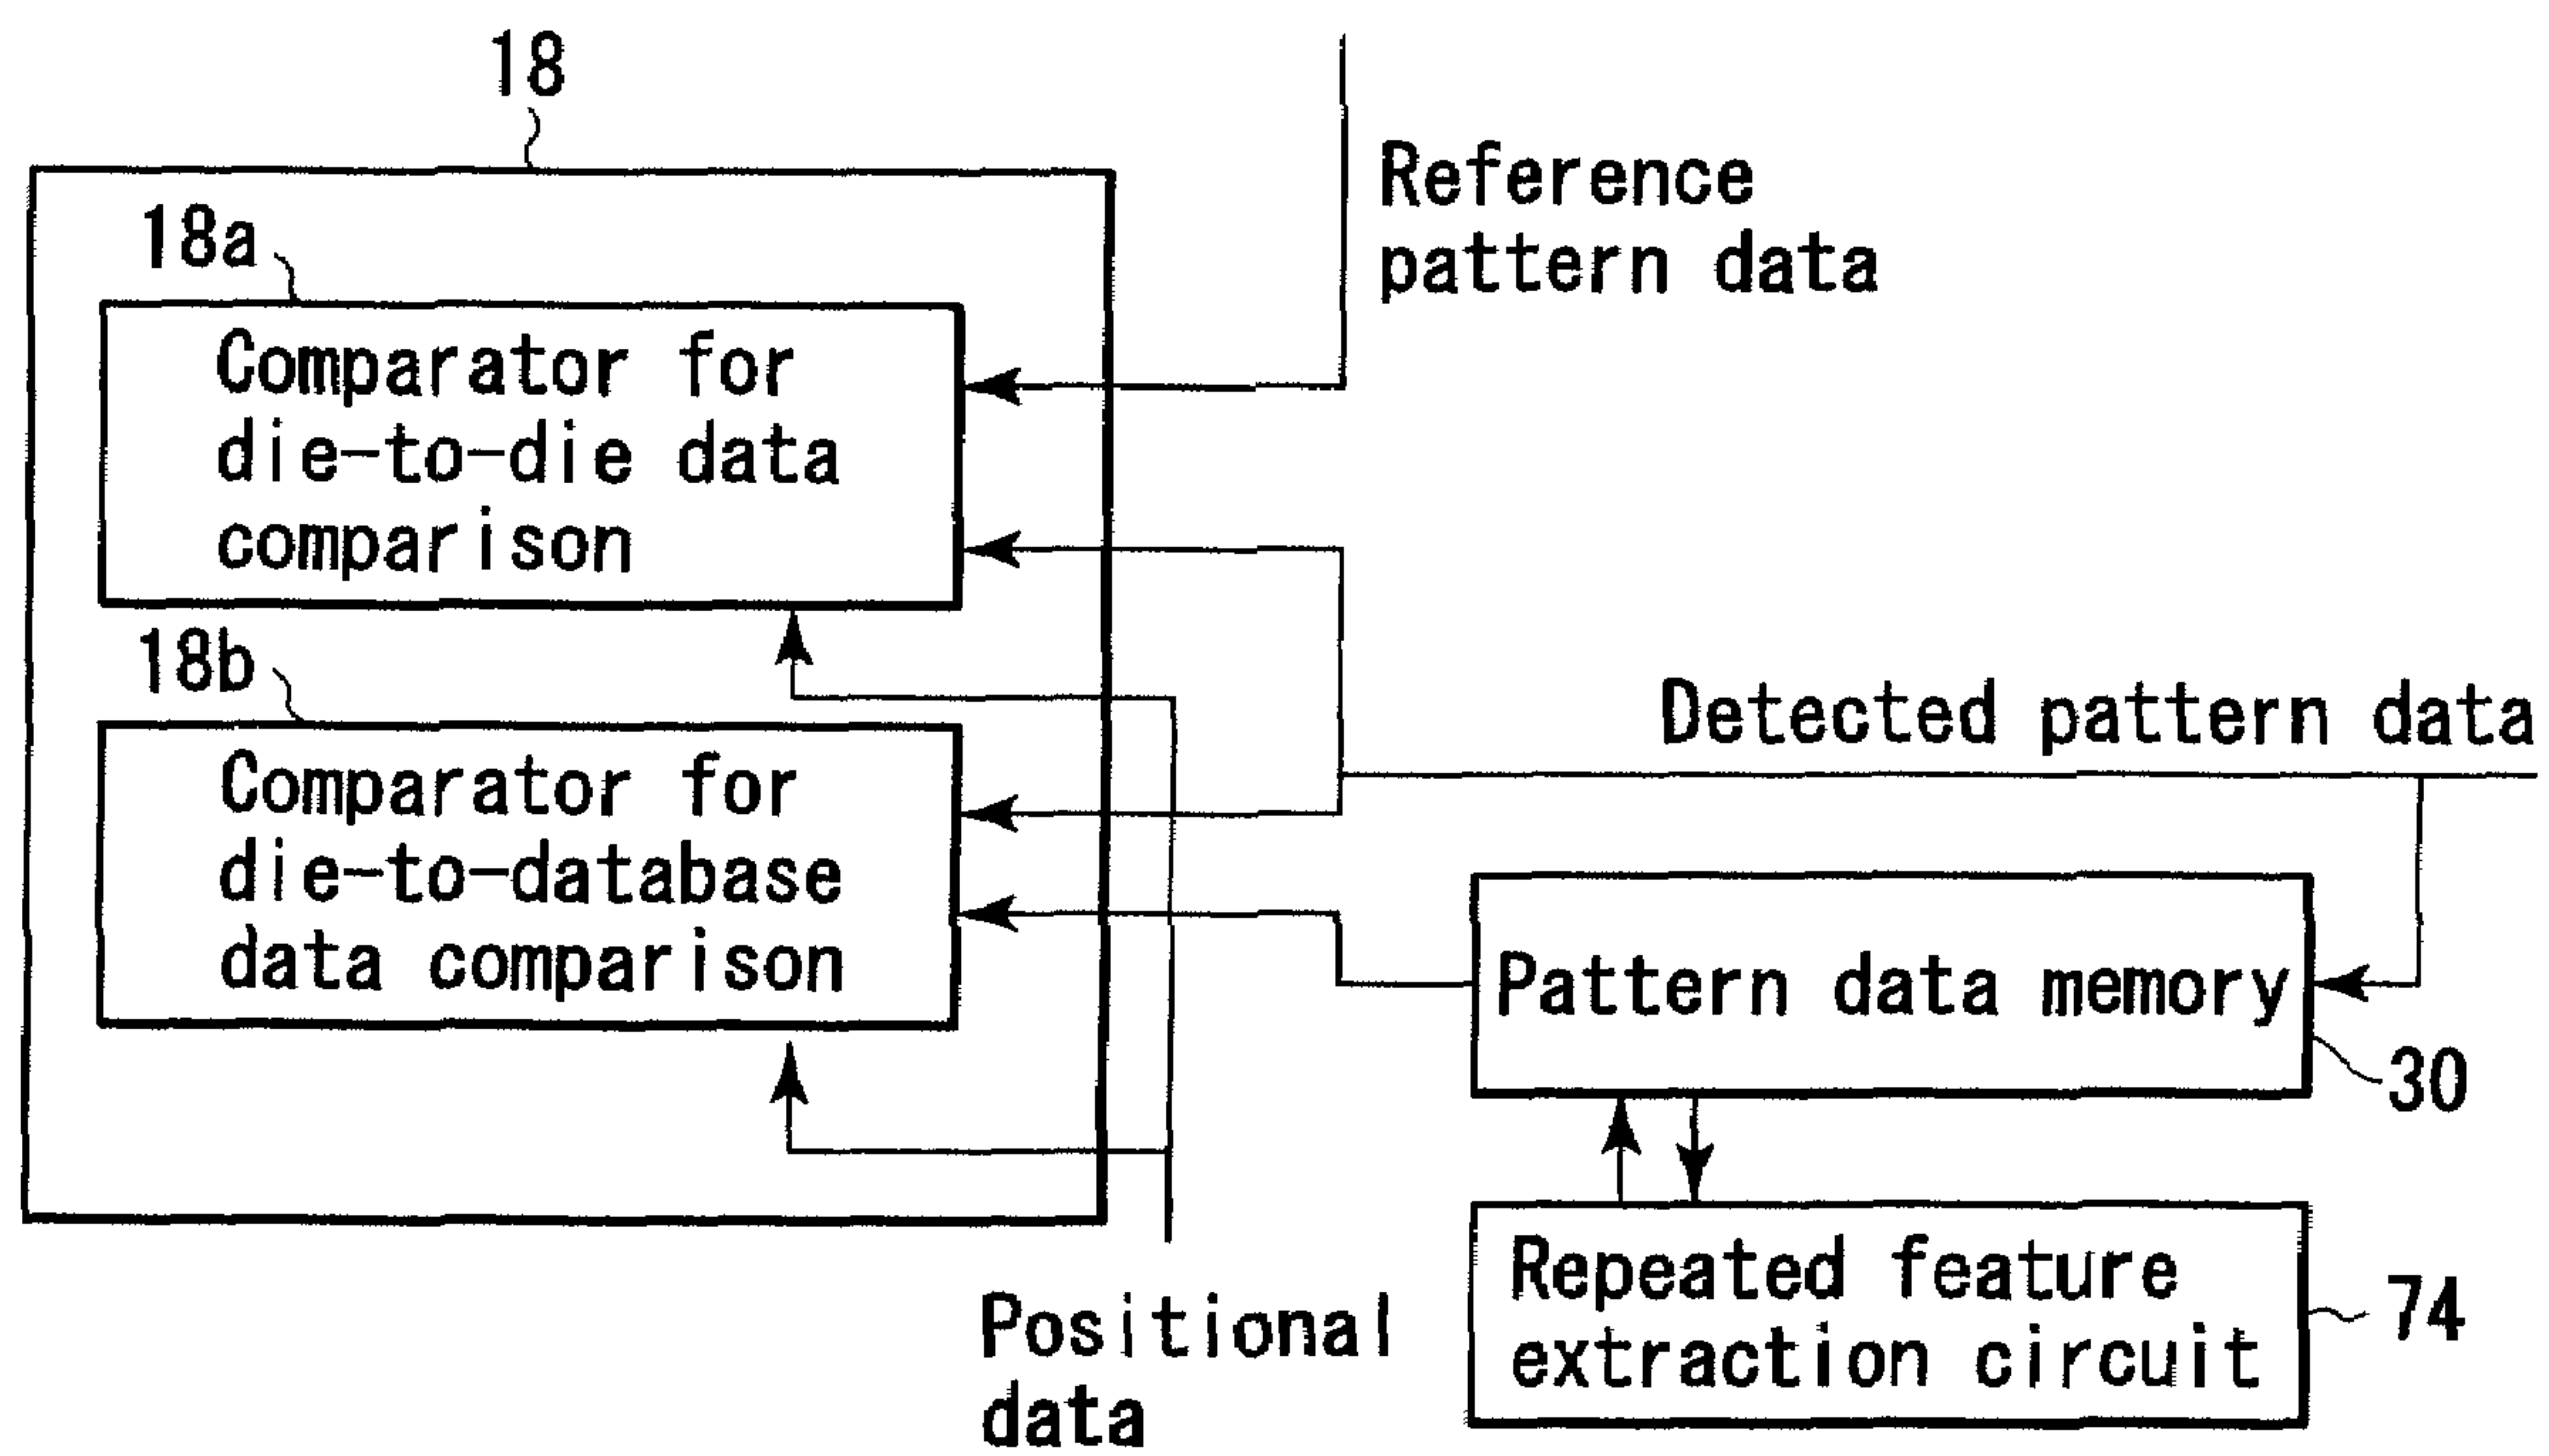 18
Reference
pattern data
18a
Comparator for
die-to-die data
comparison
18b
Comparator for
die-to-database
data comparison
Detected pattern data
Pattern data memory
30
Repeated feature
extraction circuit
74
Positional
data